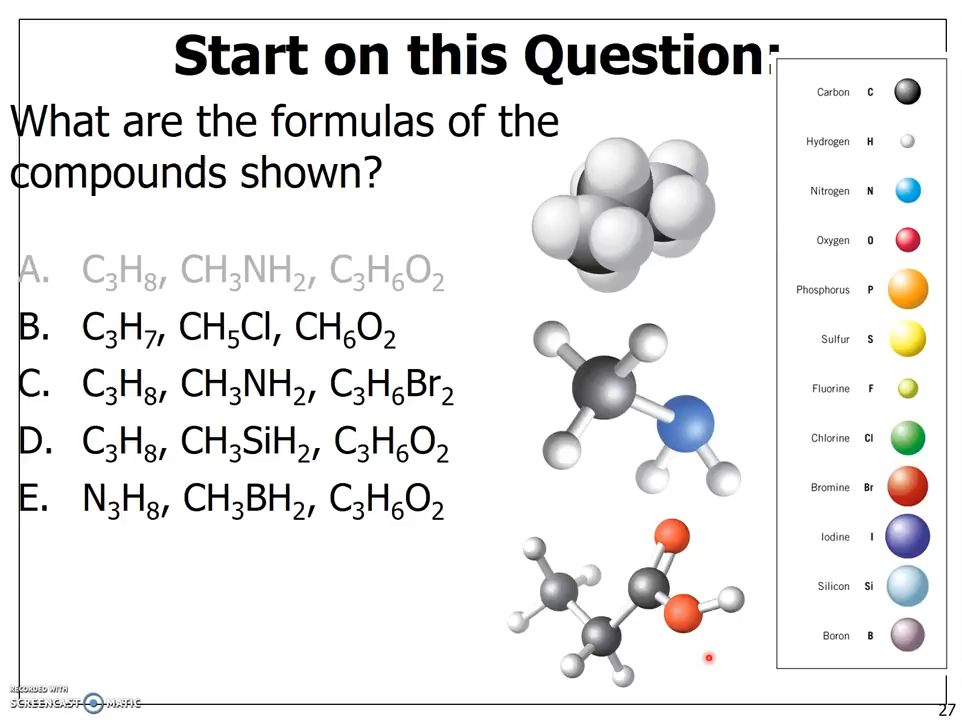 Start on this Question:
What are the formulas of the
compounds shown?
A. C₃H₈, CH₃NH₂, C₃H₆O₂
B. C₃H₇, CH₅Cl, CH₆O₂
C. C₃H₈, CH₃NH₂, C₃H₆Br₂
D. C₃H₈, CH₃SiH₂, C₃H₆O₂
E. N₃H₈, CH₃BH₂, C₃H₆O₂
Carbon C
Hydrogen H
Nitrogen N
Oxygen O
Phosphorus P
Sulfur S
Fluorine F
Chlorine Cl
Bromine Br
Iodine I
Silicon Si
Boron B
RECORDED WITH
SCREENCAST MATIC
27